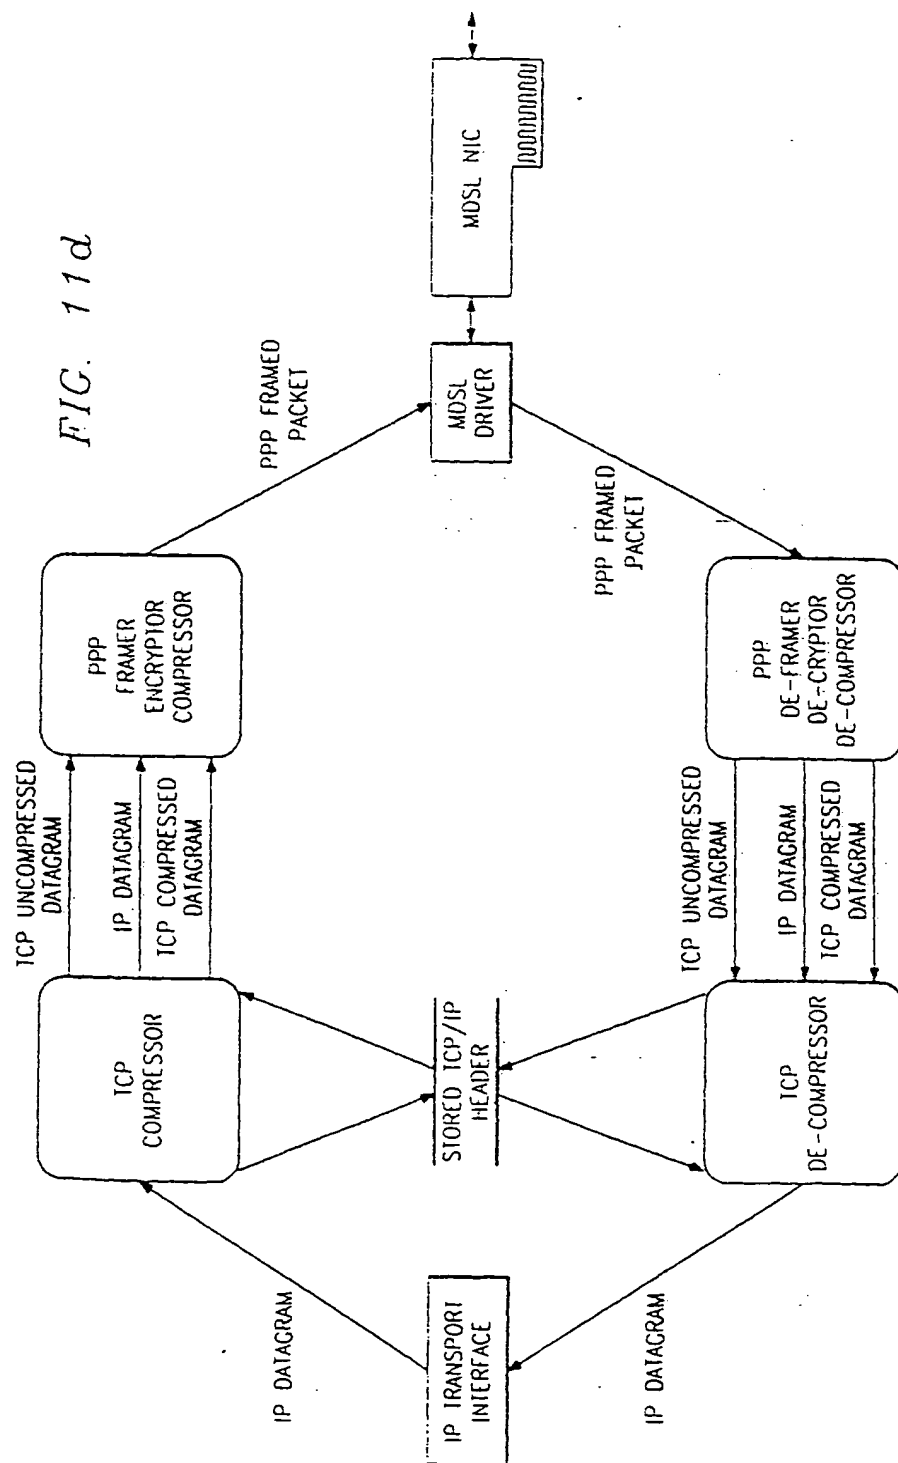 FIG. 11d
IP DATAGRAM
IP TRANSPORT
INTERFACE
IP DATAGRAM
TCP
COMPRESSOR
STORED TCP/IP
HEADER
TCP
DE-COMPRESSOR
TCP UNCOMPRESSED
DATAGRAM
IP DATAGRAM
TCP COMPRESSED
DATAGRAM
TCP UNCOMPRESSED
DATAGRAM
IP DATAGRAM
TCP COMPRESSED
DATAGRAM
PPP
FRAMER
ENCRYPTOR
COMPRESSOR
PPP
DE-FRAMER
DE-CRYPTOR
DE-COMPRESSOR
PPP FRAMED
PACKET
PPP FRAMED
PACKET
MDSL
DRIVER
MDSL NIC